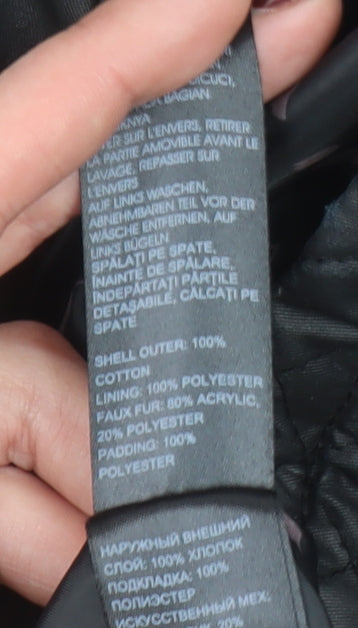 CICUCI,
BAGIAN
SUR L'ENVERS, RETIRER
LA PARTIE AMOVIBLE AVANT LE
LAVAGE, REPASSER SUR
L'ENVERS
AUF LINKS WASCHEN,
ABNEHMBAREN TEIL VOR DER
WÄSCHE ENTFERNEN, AUF
LINKS BÜGELN
SPĂLAȚI PE SPATE,
ÎNAINTE DE SPĂLARE,
ÎNDEPĂRTAȚI PĂRȚILE
DETAȘABILE, CĂLCAȚI PE
SPATE
SHELL OUTER: 100%
COTTON
LINING: 100% POLYESTER
FAUX FUR: 80% ACRYLIC,
20% POLYESTER
PADDING: 100%
POLYESTER
НАРУЖНЫЙ ВНЕШНИЙ
СЛОЙ: 100% ХЛОПОК
ПОДКЛАДКА: 100%
ПОЛИЭСТЕР
ИСКУССТВЕННЫЙ МЕХ:
20%